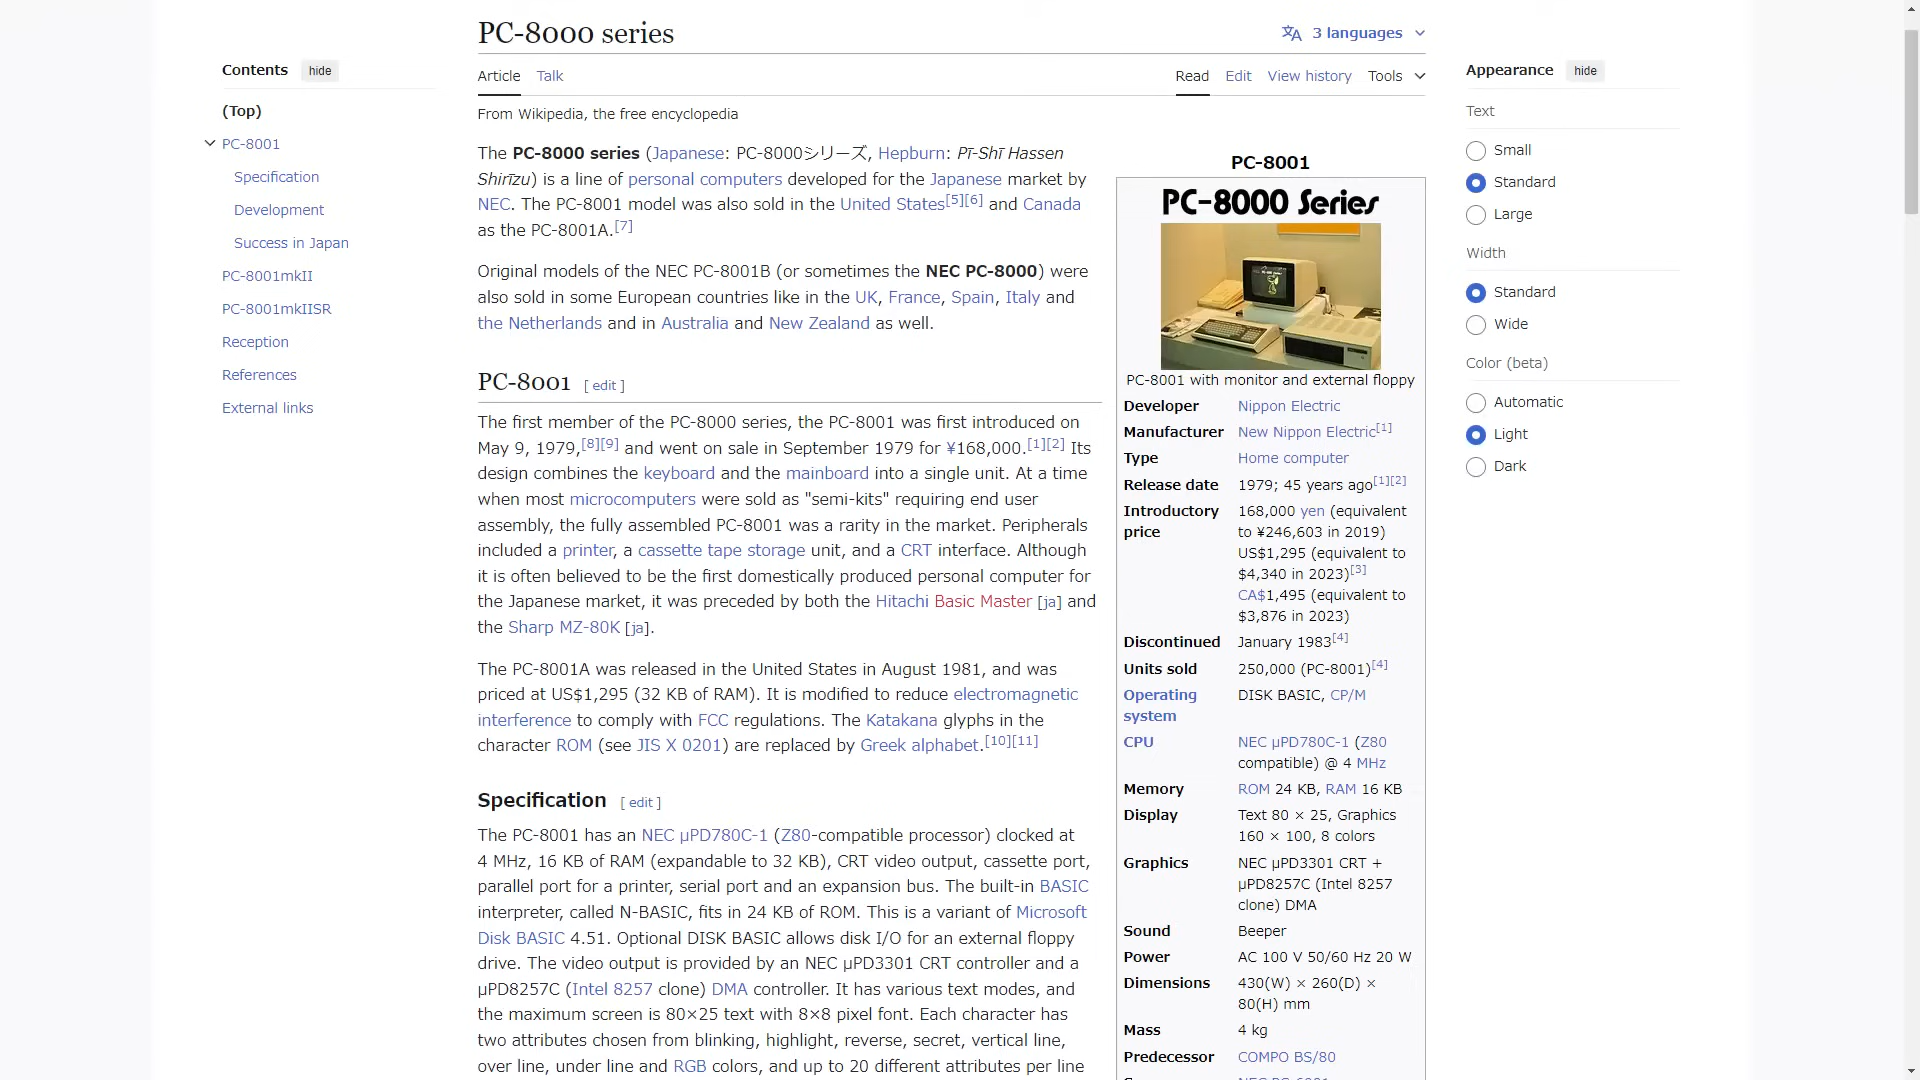 PC-8000 series
3 languages
Article Talk
Read Edit View history Tools
From Wikipedia, the free encyclopedia
Contents hide
(Top)
PC-8001
Specification
Development
Success in Japan
PC-8001mkII
PC-8001mkIISR
Reception
References
External links
The PC-8000 series (Japanese: PC-8000シリーズ, Hepburn: Pī-Shī Hassen
Shirīzu) is a line of personal computers developed for the Japanese market by
NEC. The PC-8001 model was also sold in the United States[5][6] and Canada
as the PC-8001A.[7]
Original models of the NEC PC-8001B (or sometimes the NEC PC-8000) were
also sold in some European countries like in the UK, France, Spain, Italy and
the Netherlands and in Australia and New Zealand as well.
PC-8001 [ edit ]
The first member of the PC-8000 series, the PC-8001 was first introduced on
May 9, 1979,[8][9] and went on sale in September 1979 for ¥168,000.[1][2] Its
design combines the keyboard and the mainboard into a single unit. At a time
when most microcomputers were sold as "semi-kits" requiring end user
assembly, the fully assembled PC-8001 was a rarity in the market. Peripherals
included a printer, a cassette tape storage unit, and a CRT interface. Although
it is often believed to be the first domestically produced personal computer for
the Japanese market, it was preceded by both the Hitachi Basic Master [ja] and
the Sharp MZ-80K [ja].
The PC-8001A was released in the United States in August 1981, and was
priced at US$1,295 (32 KB of RAM). It is modified to reduce electromagnetic
interference to comply with FCC regulations. The Katakana glyphs in the
character ROM (see JIS X 0201) are replaced by Greek alphabet.[10][11]
Specification [ edit ]
The PC-8001 has an NEC μPD780C-1 (Z80-compatible processor) clocked at
4 MHz, 16 KB of RAM (expandable to 32 KB), CRT video output, cassette port,
parallel port for a printer, serial port and an expansion bus. The built-in BASIC
interpreter, called N-BASIC, fits in 24 KB of ROM. This is a variant of Microsoft
Disk BASIC 4.51. Optional DISK BASIC allows disk I/O for an external floppy
drive. The video output is provided by an NEC μPD3301 CRT controller and a
μPD8257C (Intel 8257 clone) DMA controller. It has various text modes, and
the maximum screen is 80×25 text with 8×8 pixel font. Each character has
two attributes chosen from blinking, highlight, reverse, secret, vertical line,
over line, under line and RGB colors, and up to 20 different attributes per line
PC-8001
PC-8000 Series
PC-8001 with monitor and external floppy
Developer Nippon Electric
Manufacturer New Nippon Electric[1]
Type Home computer
Release date 1979; 45 years ago[1][2]
Introductory price 168,000 yen (equivalent
to ¥246,603 in 2019)
US$1,295 (equivalent to
$4,340 in 2023)[3]
CA$1,495 (equivalent to
$3,876 in 2023)
Discontinued January 1983[4]
Units sold 250,000 (PC-8001)[4]
Operating system DISK BASIC, CP/M
CPU NEC μPD780C-1 (Z80
compatible) @ 4 MHz
Memory ROM 24 KB, RAM 16 KB
Display Text 80 × 25, Graphics
160 × 100, 8 colors
Graphics NEC μPD3301 CRT +
μPD8257C (Intel 8257
clone) DMA
Sound Beeper
Power AC 100 V 50/60 Hz 20 W
Dimensions 430(W) × 260(D) ×
80(H) mm
Mass 4 kg
Predecessor COMPO BS/80
Appearance hide
Text
Small
Standard
Large
Width
Standard
Wide
Color (beta)
Automatic
Light
Dark